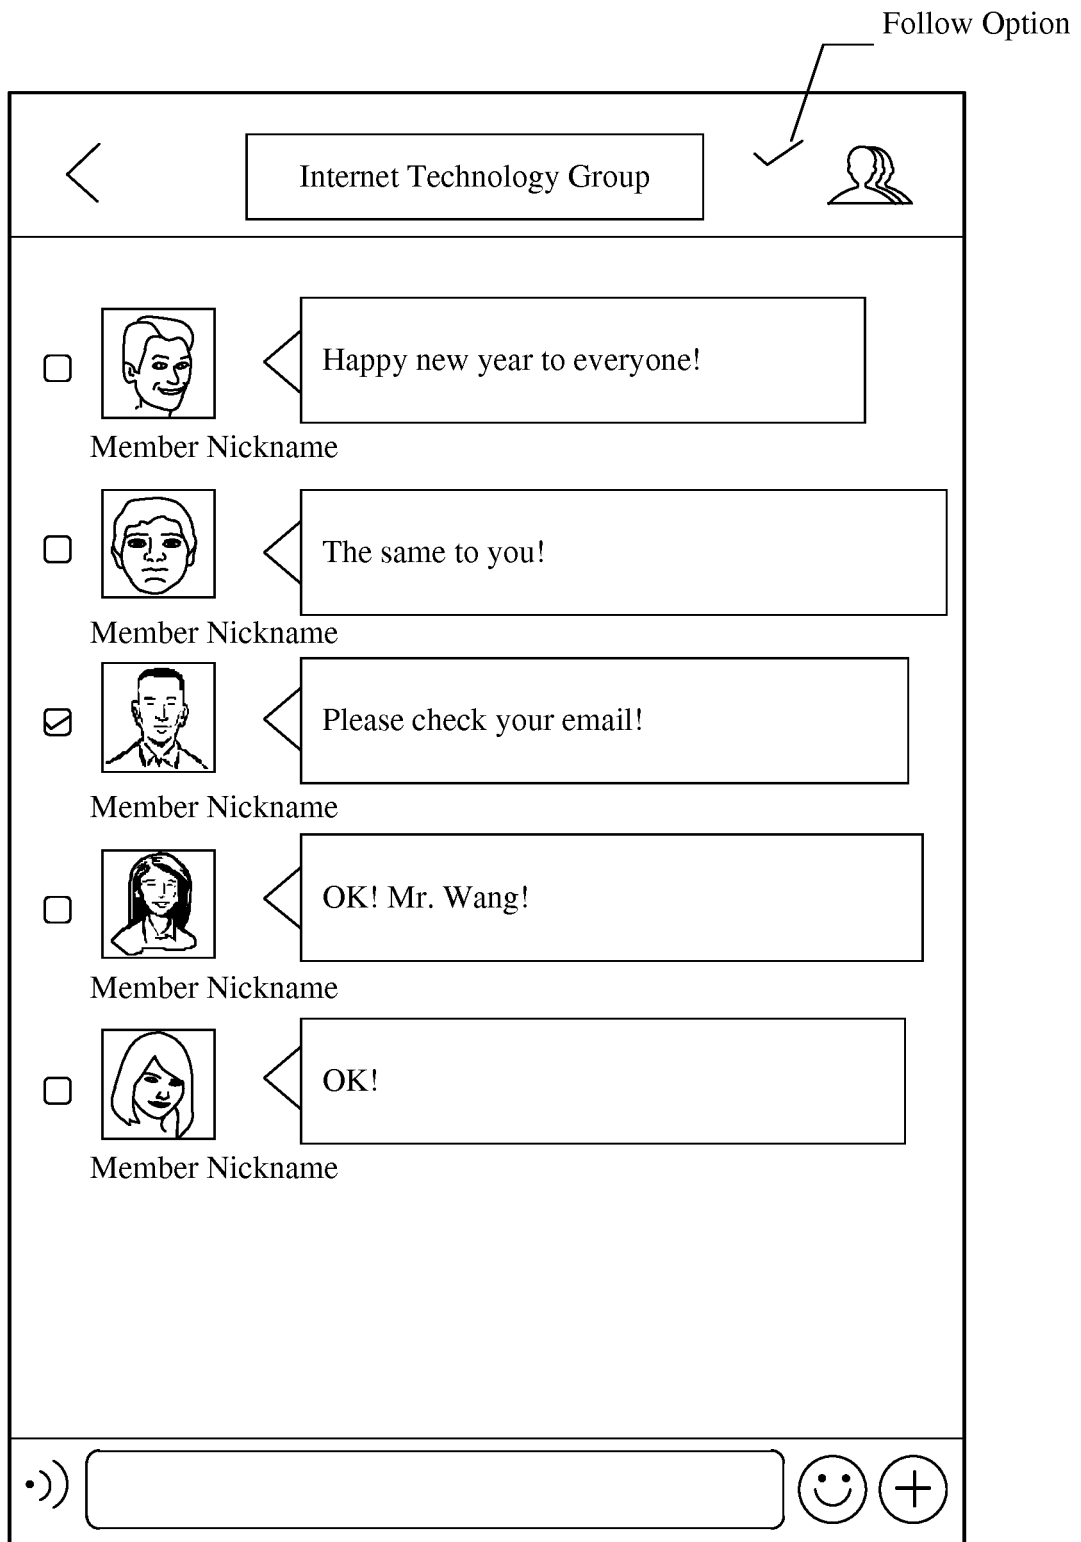 Follow Option
Internet Technology Group
Happy new year to everyone!
Member Nickname
The same to you!
Member Nickname
Please check your email!
Member Nickname
OK! Mr. Wang!
Member Nickname
OK!
Member Nickname